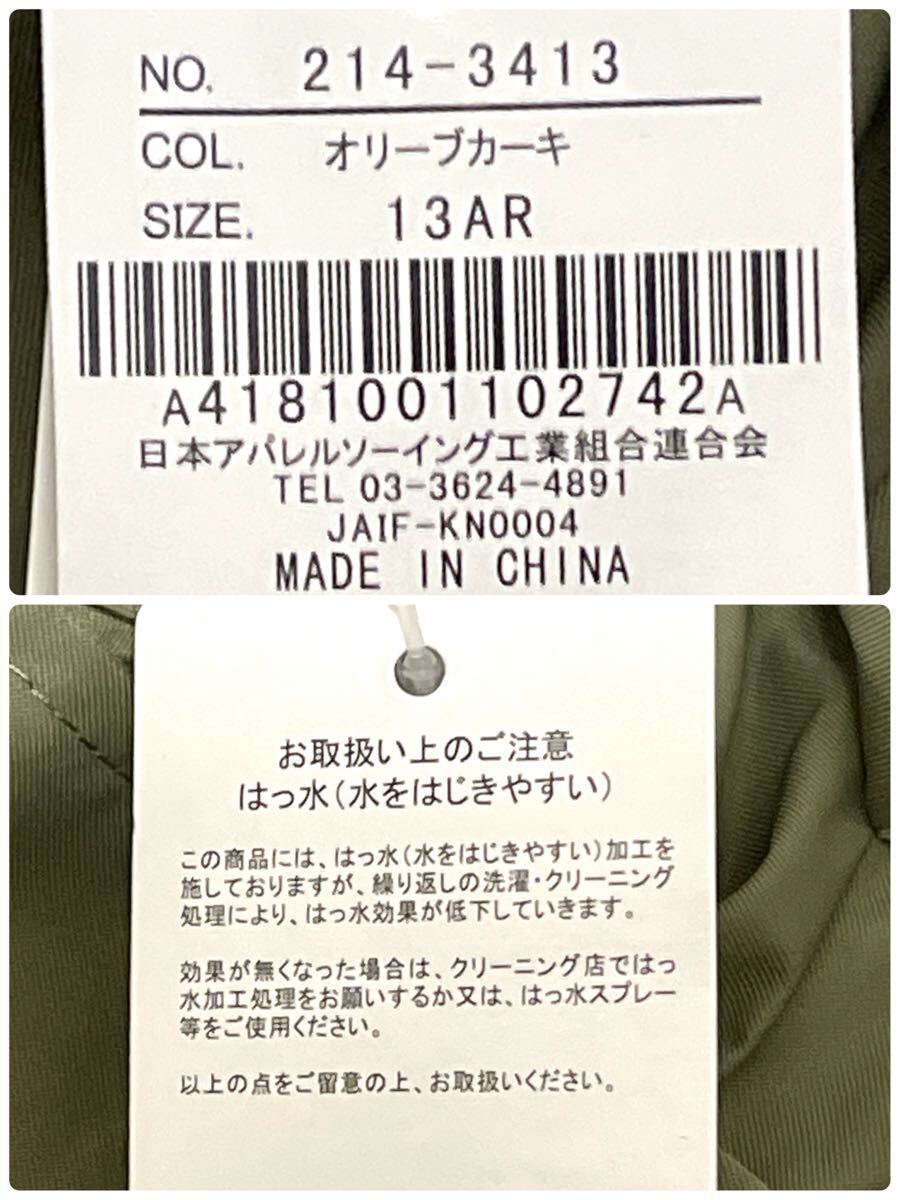 NO. 214-3413
COL. オリーブカーキ
SIZE. 13AR
A4181001102742A
日本アパレルソーイング工業組合連合会
TEL 03-3624-4891
JAIF-KN0004
MADE IN CHINA
お取扱い上のご注意
はっ水(水をはじきやすい)
この商品には、はっ水(水をはじきやすい)加工を
施しておりますが、繰り返しの洗濯・クリーニング
処理により、はっ水効果が低下していきます。
効果が無くなった場合は、クリーニング店ではっ
水加工処理をお願いするか又は、はっ水スプレー
等をご使用ください。
以上の点をご留意の上、お取扱いください。